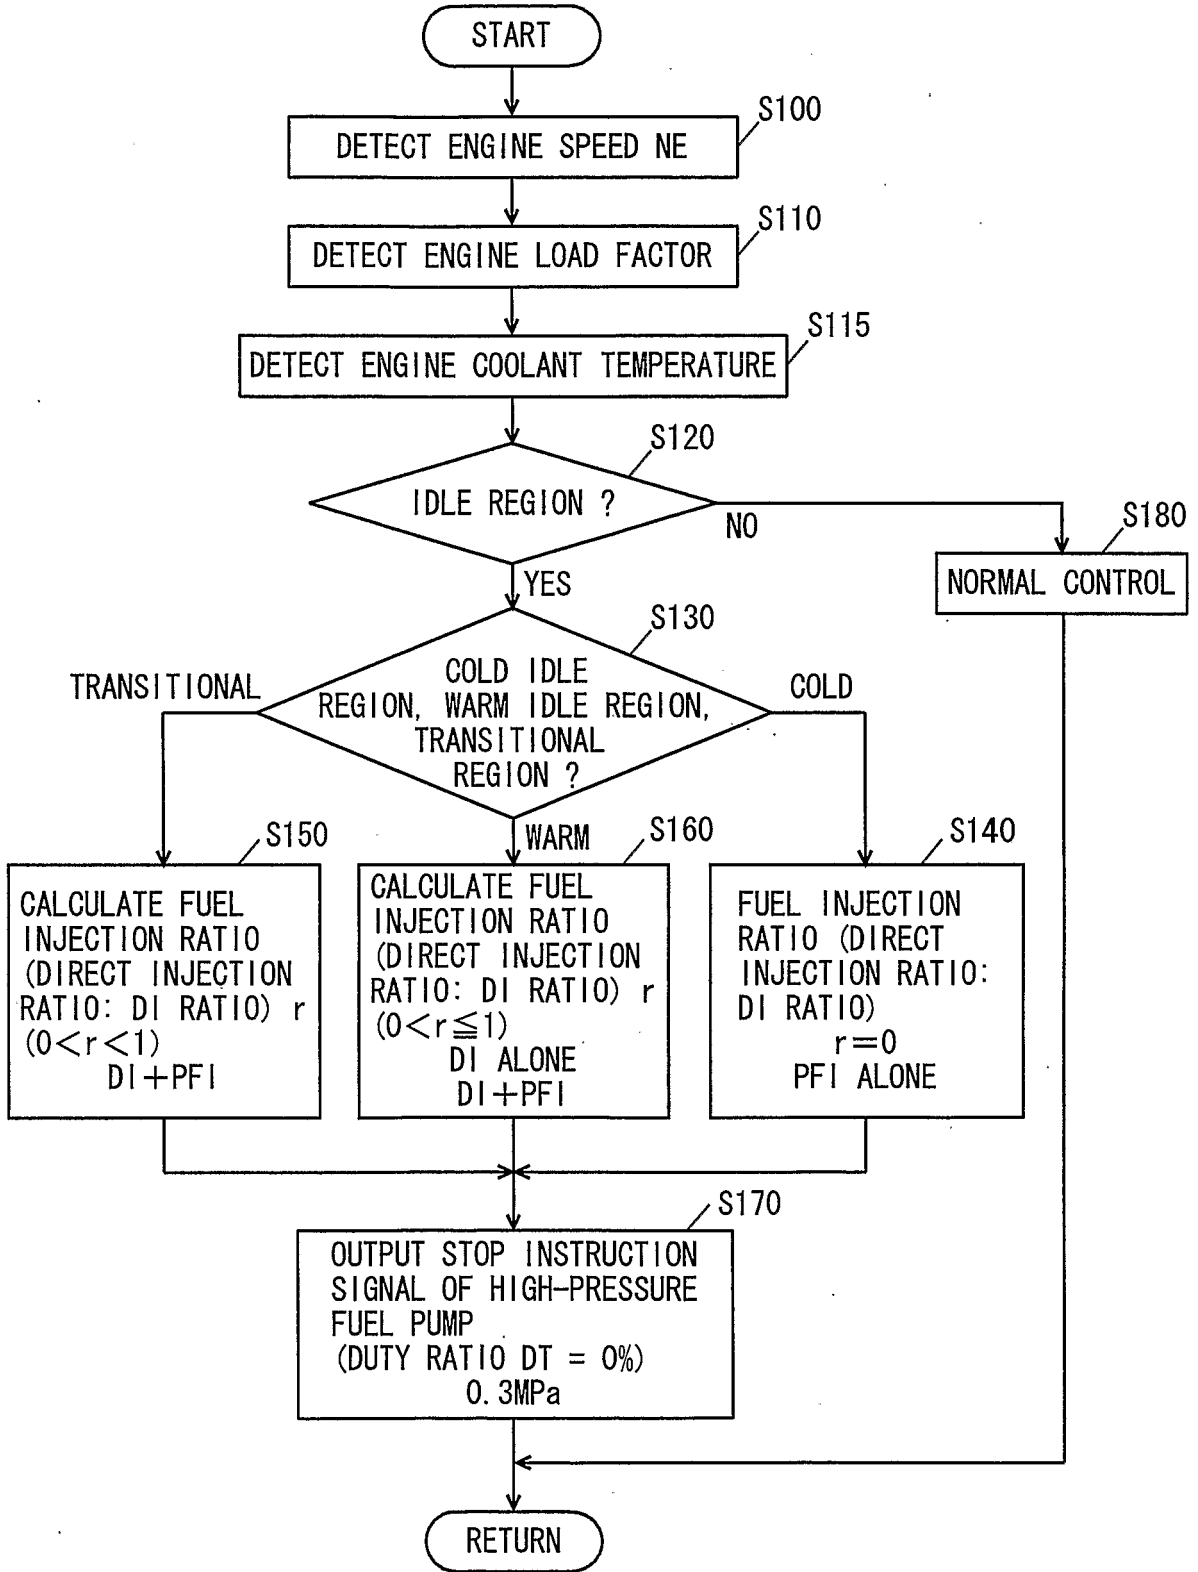 START
S100
DETECT ENGINE SPEED NE
S110
DETECT ENGINE LOAD FACTOR
S115
DETECT ENGINE COOLANT TEMPERATURE
S120
IDLE REGION ?
NO
S180
NORMAL CONTROL
YES
S130
COLD IDLE
REGION, WARM IDLE REGION,
TRANSITIONAL
REGION ?
TRANSITIONAL
COLD
WARM
S150
CALCULATE FUEL
INJECTION RATIO
(DIRECT INJECTION
RATIO: DI RATIO) r
(0<r<1)
DI+PFI
S160
CALCULATE FUEL
INJECTION RATIO
(DIRECT INJECTION
RATIO: DI RATIO) r
(0<r≦1)
DI ALONE
DI+PFI
S140
FUEL INJECTION
RATIO (DIRECT
INJECTION RATIO:
DI RATIO)
r=0
PFI ALONE
S170
OUTPUT STOP INSTRUCTION
SIGNAL OF HIGH-PRESSURE
FUEL PUMP
(DUTY RATIO DT = 0%)
0.3MPa
RETURN